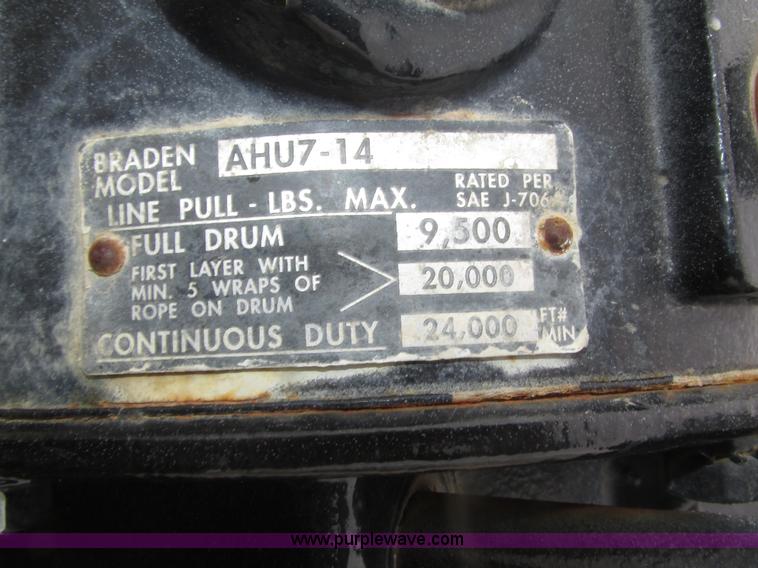 BRADEN MODEL AHU7-14
LINE PULL - LBS. MAX. RATED PER SAE J-706
FULL DRUM 9,500
FIRST LAYER WITH
MIN. 5 WRAPS OF
ROPE ON DRUM
20,000
CONTINUOUS DUTY 24,000 FT# MIN
www.purplewave.com